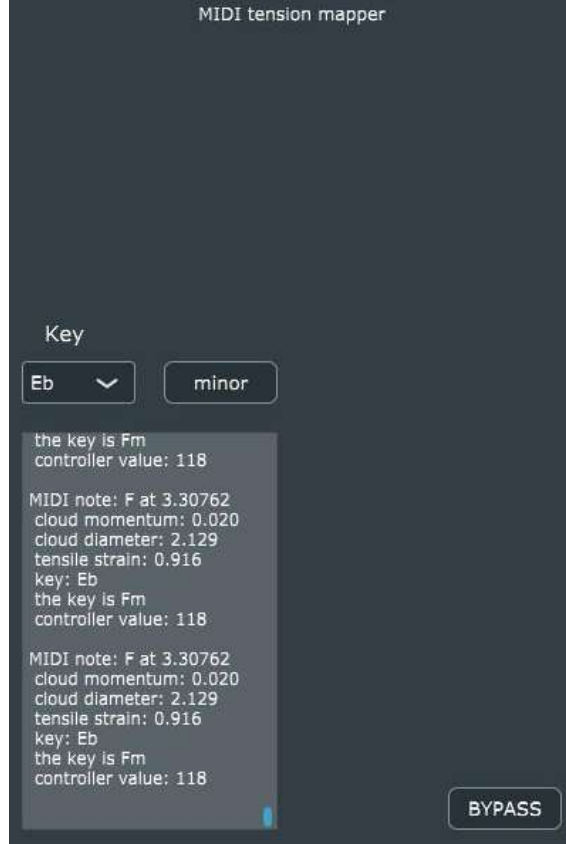 MIDI tension mapper
Key
Eb
minor
the key is Fm
controller value: 118
MIDI note: F at 3.30762
cloud momentum: 0.020
cloud diameter: 2.129
tensile strain: 0.916
key: Eb
the key is Fm
controller value: 118
MIDI note: F at 3.30762
cloud momentum: 0.020
cloud diameter: 2.129
tensile strain: 0.916
key: Eb
the key is Fm
controller value: 118
BYPASS